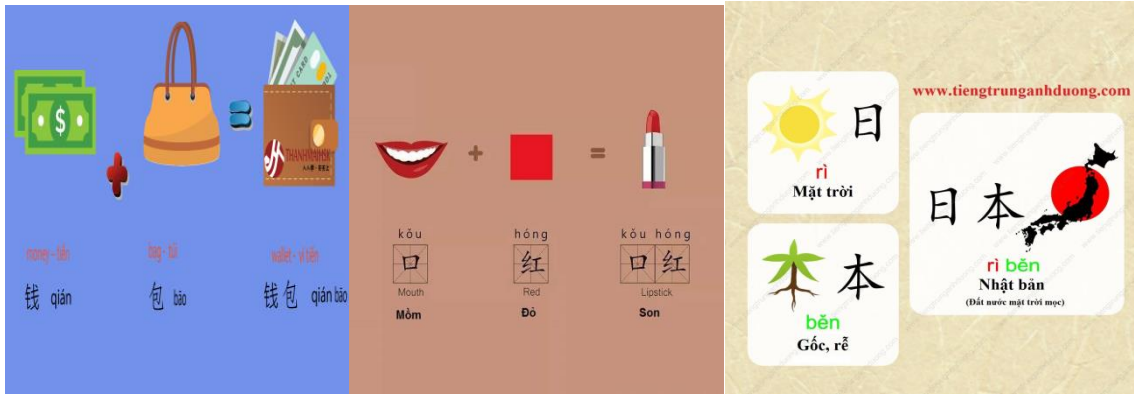 $
CARD
THANHMAIHSK
money - tiền
bag - túi
wallet - ví tiền
钱 qián
包 bāo
钱包 qián bāo
+
=
kǒu
hóng
kǒu hóng
口
红
口红
Mouth
Red
Lipstick
Mồm
Đỏ
Son
www.tiengtrunganhduong.com
日
rì
Mặt trời
本
běn
Gốc, rễ
日本
rì běn
Nhật bản
(Đất nước mặt trời mọc)